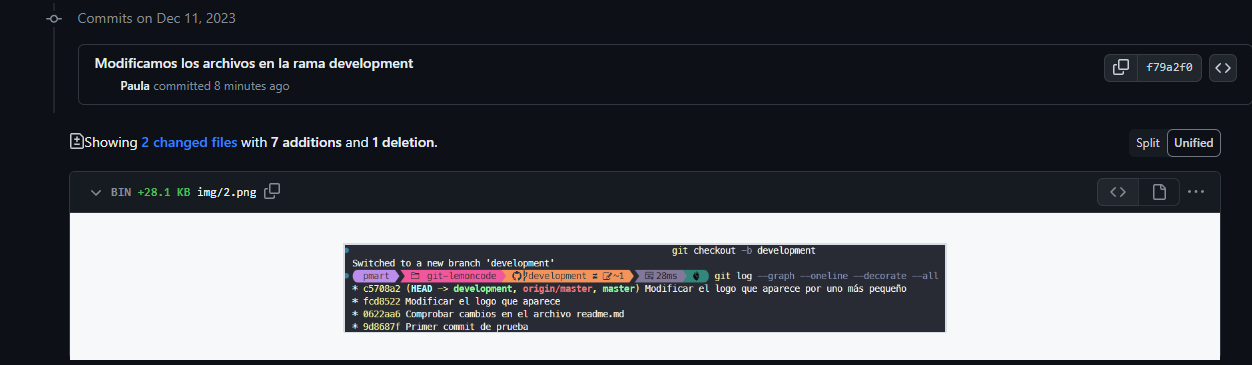 Commits on Dec 11, 2023
Modificamos los archivos en la rama development
f79a2f0
Paula committed 8 minutes ago
Showing 2 changed files with 7 additions and 1 deletion.
Split Unified
BIN +28.1 KB img/2.png
git checkout -b development
Switched to a new branch 'development'
pmart git-lemoncode development ≢ ~1 28ms git log --graph --oneline --decorate --all
* c5708a2 (HEAD -> development, origin/master, master) Modificar el logo que aparece por uno más pequeño
* fcd8522 Modificar el logo que aparece
* 0622aa6 Comprobar cambios en el archivo readme.md
* 9d8687f Primer commit de prueba